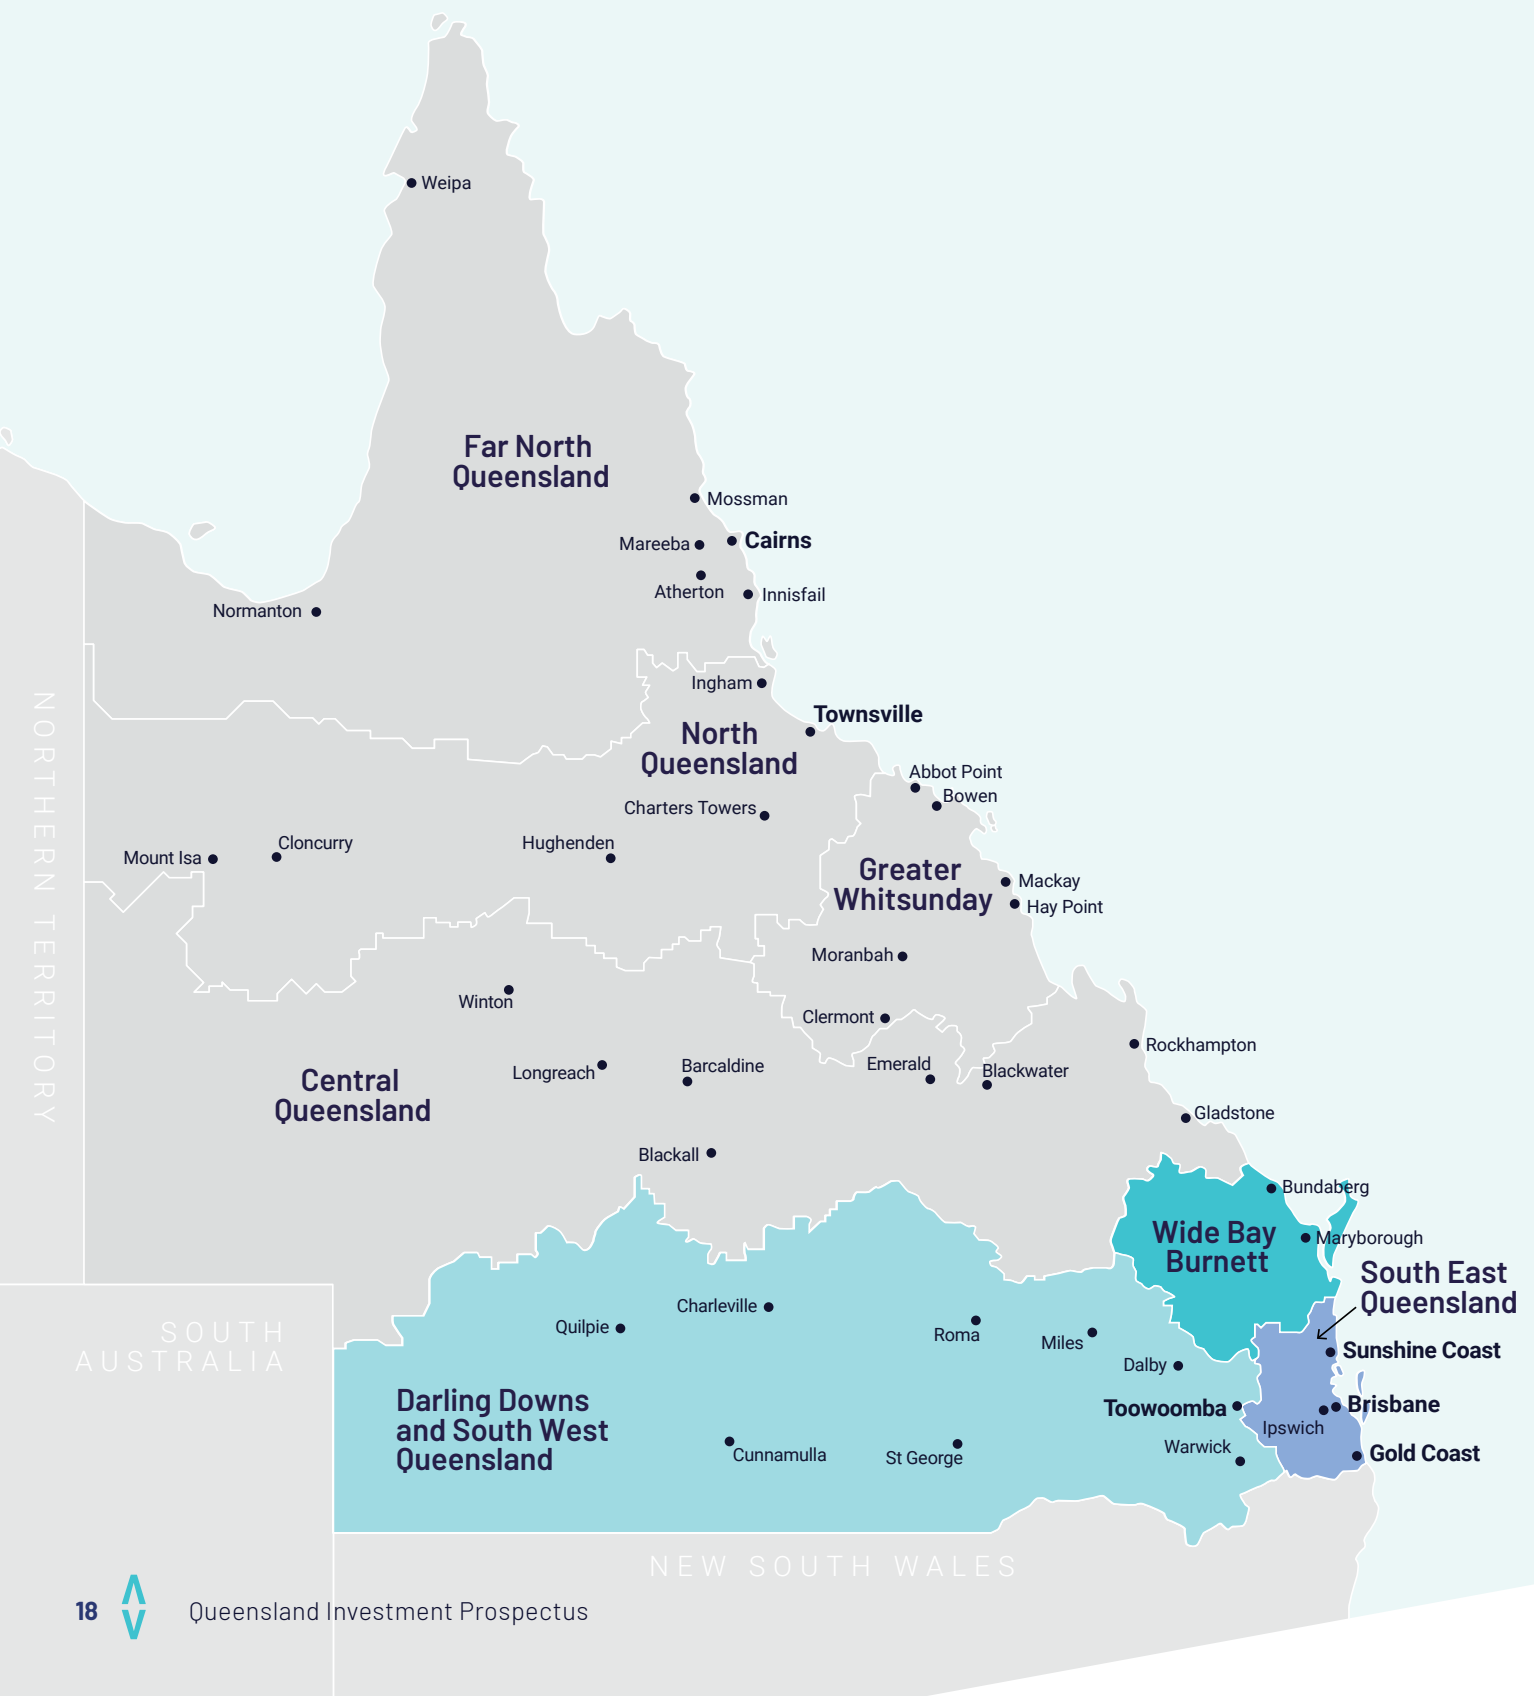 Weipa
Far North
Queensland
Mossman
Cairns
Mareeba
Atherton
Innisfail
Normanton
Ingham
Townsville
North
Queensland
Abbot Point
Bowen
Charters Towers
Hughenden
Cloncurry
Mount Isa
NORTHERN TERRITORY
Greater
Whitsunday
Mackay
Hay Point
Moranbah
Winton
Clermont
Rockhampton
Emerald
Blackwater
Barcaldine
Longreach
Central
Queensland
Gladstone
Blackall
Bundaberg
Wide Bay
Burnett
Maryborough
South East
Queensland
Charleville
Quilpie
Roma
Miles
Dalby
Sunshine Coast
SOUTH
AUSTRALIA
Darling Downs
and South West
Queensland
Toowoomba
Brisbane
Ipswich
Warwick
Gold Coast
Cunnamulla
St George
NEW SOUTH WALES
18
Queensland Investment Prospectus